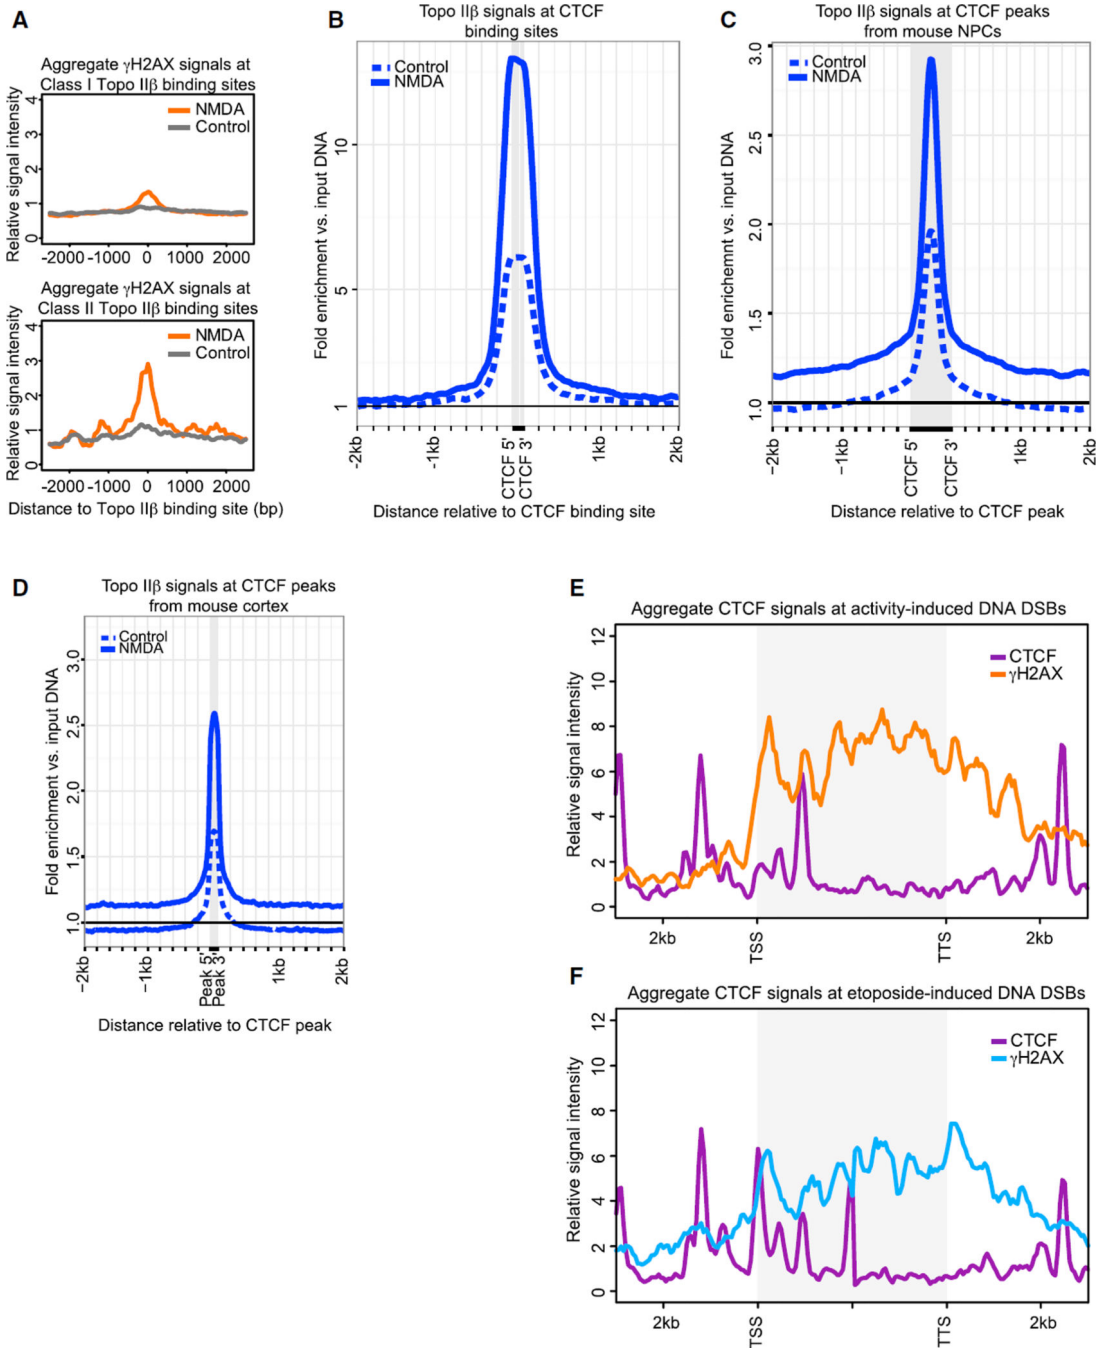 A
Aggregate γH2AX signals at
Class I Topo IIβ binding sites
Relative signal intensity
4
3
2
1
0
NMDA
Control
-2000 -1000 0 1000 2000
Aggregate γH2AX signals at
Class II Topo IIβ binding sites
Relative signal intensity
4
3
2
1
0
NMDA
Control
-2000 -1000 0 1000 2000
Distance to Topo IIβ binding site (bp)
B
Topo IIβ signals at CTCF
binding sites
Fold enrichment vs. input DNA
10
5
1
Control
NMDA
-2kb -1kb CTCF 5' CTCF 3' 1kb 2kb
Distance relative to CTCF binding site
C
Topo IIβ signals at CTCF peaks
from mouse NPCs
Fold enrichemnt vs. input DNA
3.0
2.5
2.0
1.5
1.0
Control
NMDA
-2kb -1kb CTCF 5' CTCF 3' 1kb 2kb
Distance relative to CTCF peak
D
Topo IIβ signals at CTCF peaks
from mouse cortex
Fold enrichment vs. input DNA
3.0
2.5
2.0
1.5
1.0
Control
NMDA
-2kb -1kb Peak 5' Peak 3' 1kb 2kb
Distance relative to CTCF peak
E
Aggregate CTCF signals at activity-induced DNA DSBs
Relative signal intensity
12
10
8
6
4
2
0
CTCF
γH2AX
2kb TSS TTS 2kb
F
Aggregate CTCF signals at etoposide-induced DNA DSBs
Relative signal intensity
12
10
8
6
4
2
0
CTCF
γH2AX
2kb TSS TTS 2kb